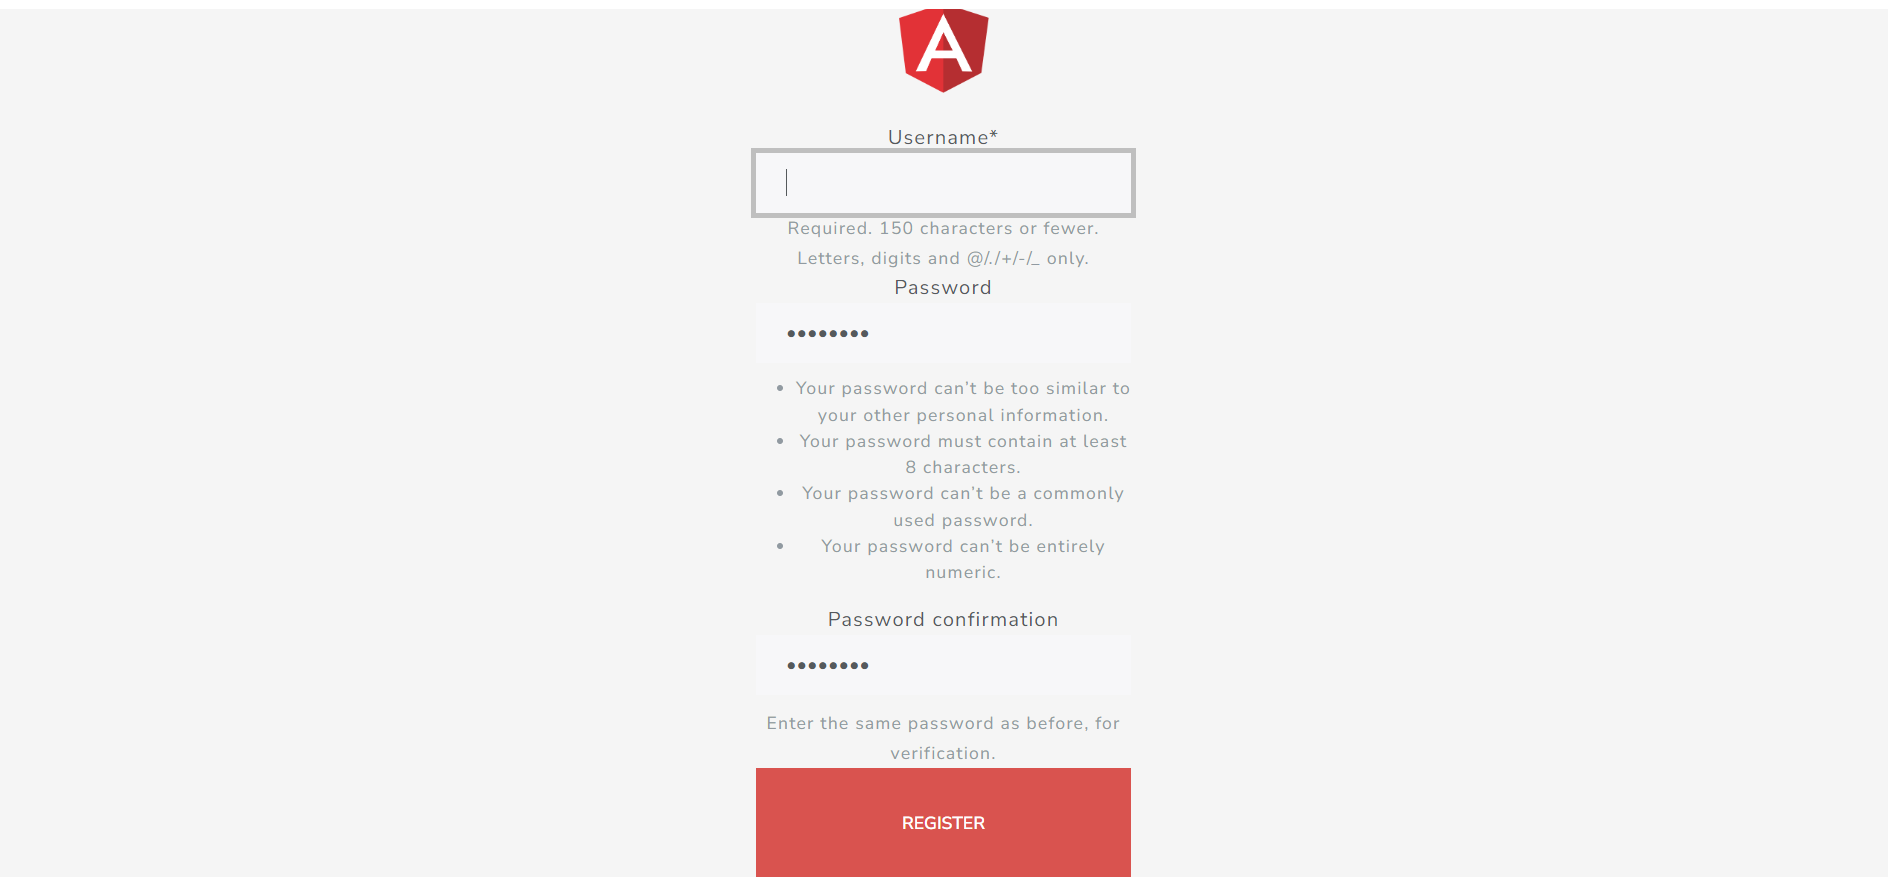 A
Username*
Required. 150 characters or fewer.
Letters, digits and @/./+/-/_ only.
Password
••••••••
• Your password can't be too similar to
your other personal information.
• Your password must contain at least
8 characters.
• Your password can't be a commonly
used password.
• Your password can't be entirely
numeric.
Password confirmation
••••••••
Enter the same password as before, for
verification.
REGISTER